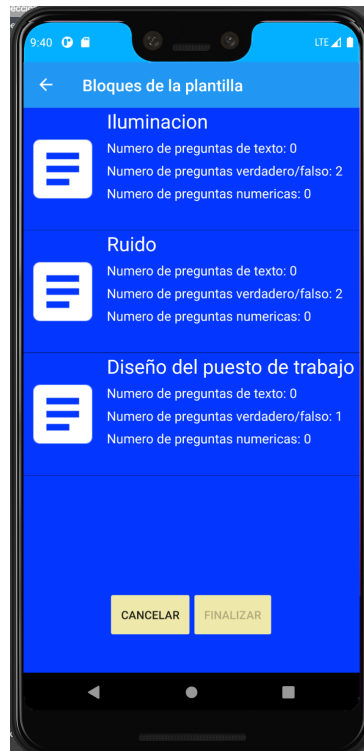 9:40
LTE
Bloques de la plantilla
Iluminacion
Numero de preguntas de texto: 0
Numero de preguntas verdadero/falso: 2
Numero de preguntas numericas: 0
Ruido
Numero de preguntas de texto: 0
Numero de preguntas verdadero/falso: 2
Numero de preguntas numericas: 0
Diseño del puesto de trabajo
Numero de preguntas de texto: 0
Numero de preguntas verdadero/falso: 1
Numero de preguntas numericas: 0
CANCELAR
FINALIZAR